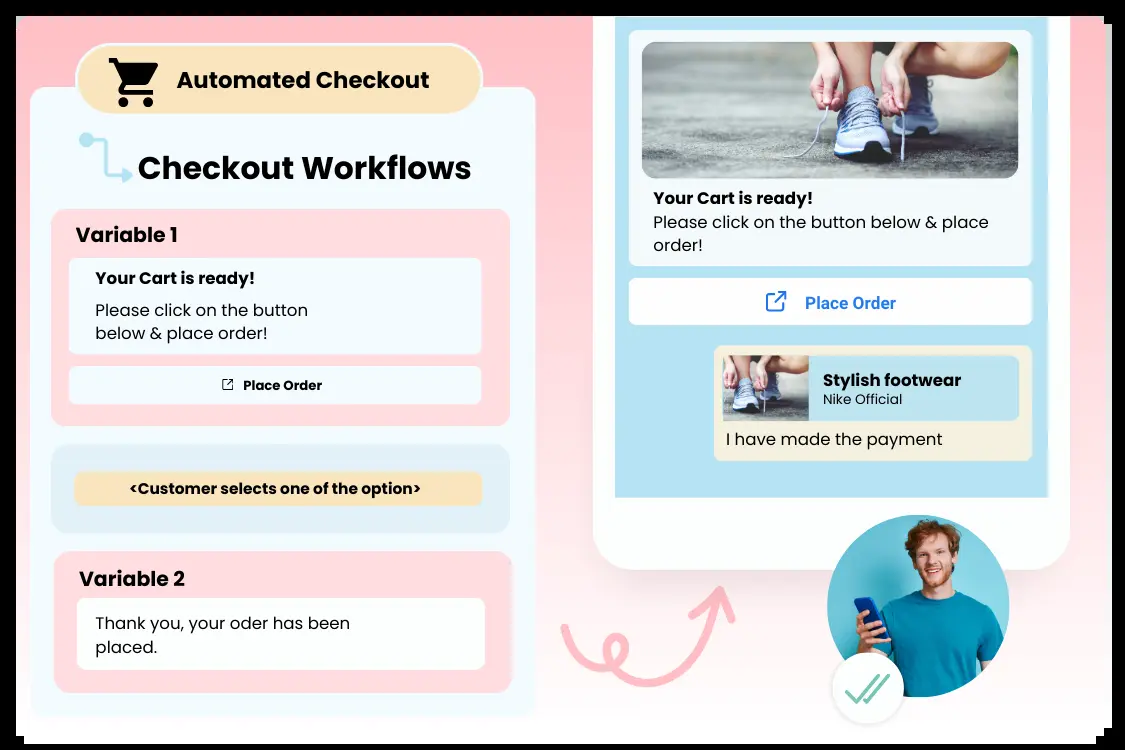 Automated Checkout
Checkout Workflows
Variable 1
Your Cart is ready!
Please click on the button
below & place order!
Place Order
<Customer selects one of the option>
Variable 2
Thank you, your oder has been
placed.
Your Cart is ready!
Please click on the button below & place
order!
Place Order
Stylish footwear
Nike Official
I have made the payment